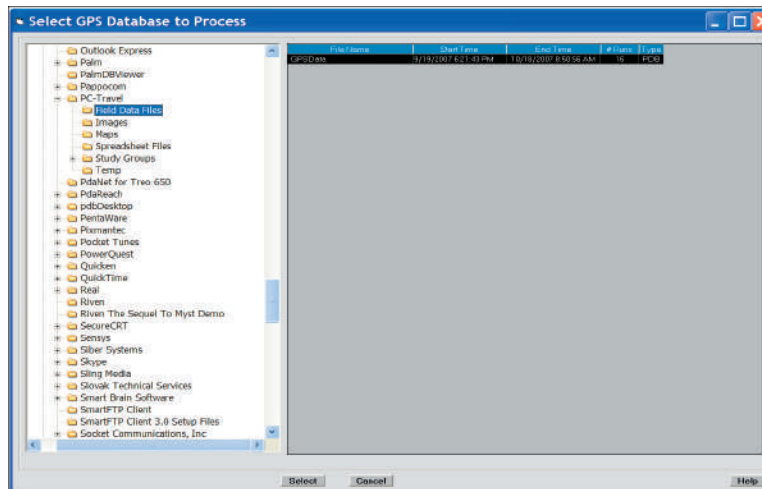 Select GPS Database to Process
Outlook Express
Palm
PalmDBViewer
Pappocom
PC-Travel
Field Data Files
Images
Maps
Spreadsheet Files
Study Groups
Temp
PdaNet for Treo 650
PdaReach
pdbDesktop
PentaWare
Pixmantec
Pocket Tunes
PowerQuest
Quicken
QuickTime
Real
Riven
Riven The Sequel To Myst Demo
SecureCRT
Sensys
Siber Systems
Skype
Sling Media
Slovak Technical Services
Smart Brain Software
SmartFTP Client
SmartFTP Client 3.0 Setup Files
Socket Communications, Inc
File Name Start Time End Time # Runs Type
GPSData 9/19/2007 6:21:43 PM 10/18/2007 8:50:56 AM 16 PDB
Select Cancel Help